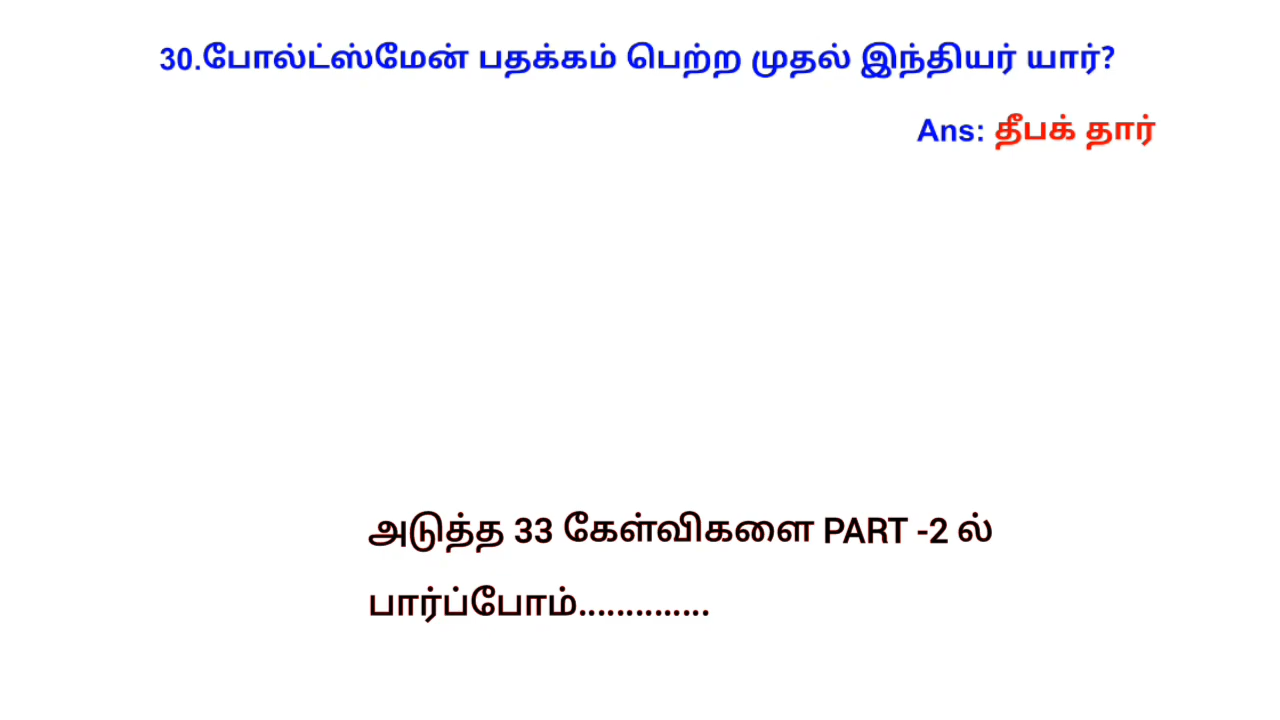 30.போல்ட்ஸ்மேன் பதக்கம் பெற்ற முதல் இந்தியர் யார்?
Ans: தீபக் தார்
அடுத்த 33 கேள்விகளை PART -2 ல்
பார்ப்போம்..............